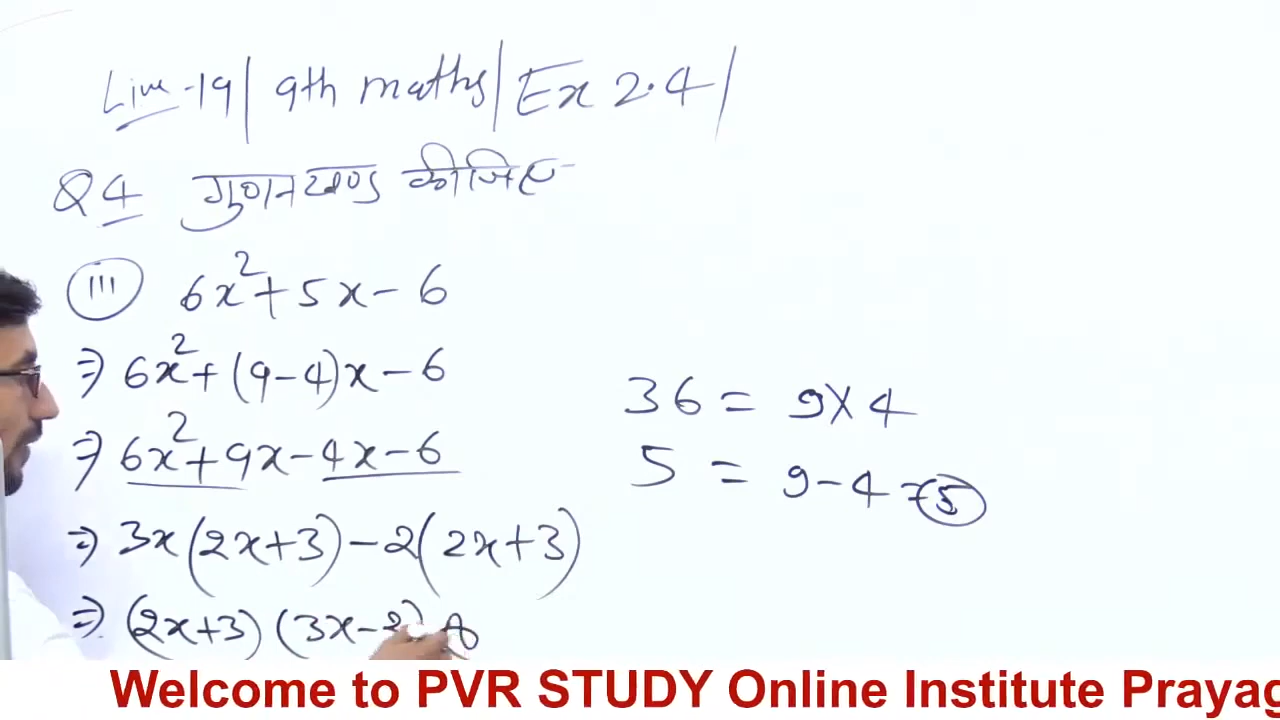 Live-19 | 9th maths | Ex 2.4 |
Q4 गुणनखण्ड कीजिए
(iii) 6x² + 5x - 6
⇒ 6x² + (9-4)x - 6
⇒ 6x² + 9x - 4x - 6
⇒ 3x(2x+3) - 2(2x+3)
⇒ (2x+3) (3x-2)
36 = 9×4
5 = 9-4 = 5
Welcome to PVR STUDY Online Institute Prayag